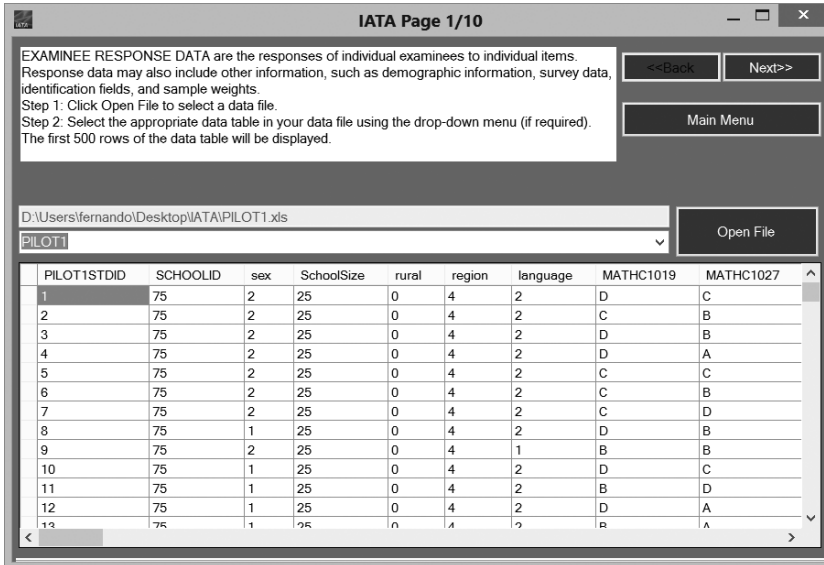 IATA
IATA Page 1/10
EXAMINEE RESPONSE DATA are the responses of individual examinees to individual items.
Response data may also include other information, such as demographic information, survey data,
identification fields, and sample weights.
Step 1: Click Open File to select a data file.
Step 2: Select the appropriate data table in your data file using the drop-down menu (if required).
The first 500 rows of the data table will be displayed.
<<Back
Next>>
Main Menu
D:\Users\fernando\Desktop\IATA\PILOT1.xls
PILOT1
Open File
PILOT1STDID SCHOOLID sex SchoolSize rural region language MATHC1019 MATHC1027
1 75 2 25 0 4 2 D C
2 75 2 25 0 4 2 C B
3 75 2 25 0 4 2 D B
4 75 2 25 0 4 2 D A
5 75 2 25 0 4 2 C C
6 75 2 25 0 4 2 C B
7 75 2 25 0 4 2 C D
8 75 1 25 0 4 2 D B
9 75 2 25 0 4 1 B B
10 75 1 25 0 4 2 D C
11 75 1 25 0 4 2 B D
12 75 1 25 0 4 2 D A
13 75 1 25 0 4 2 B A